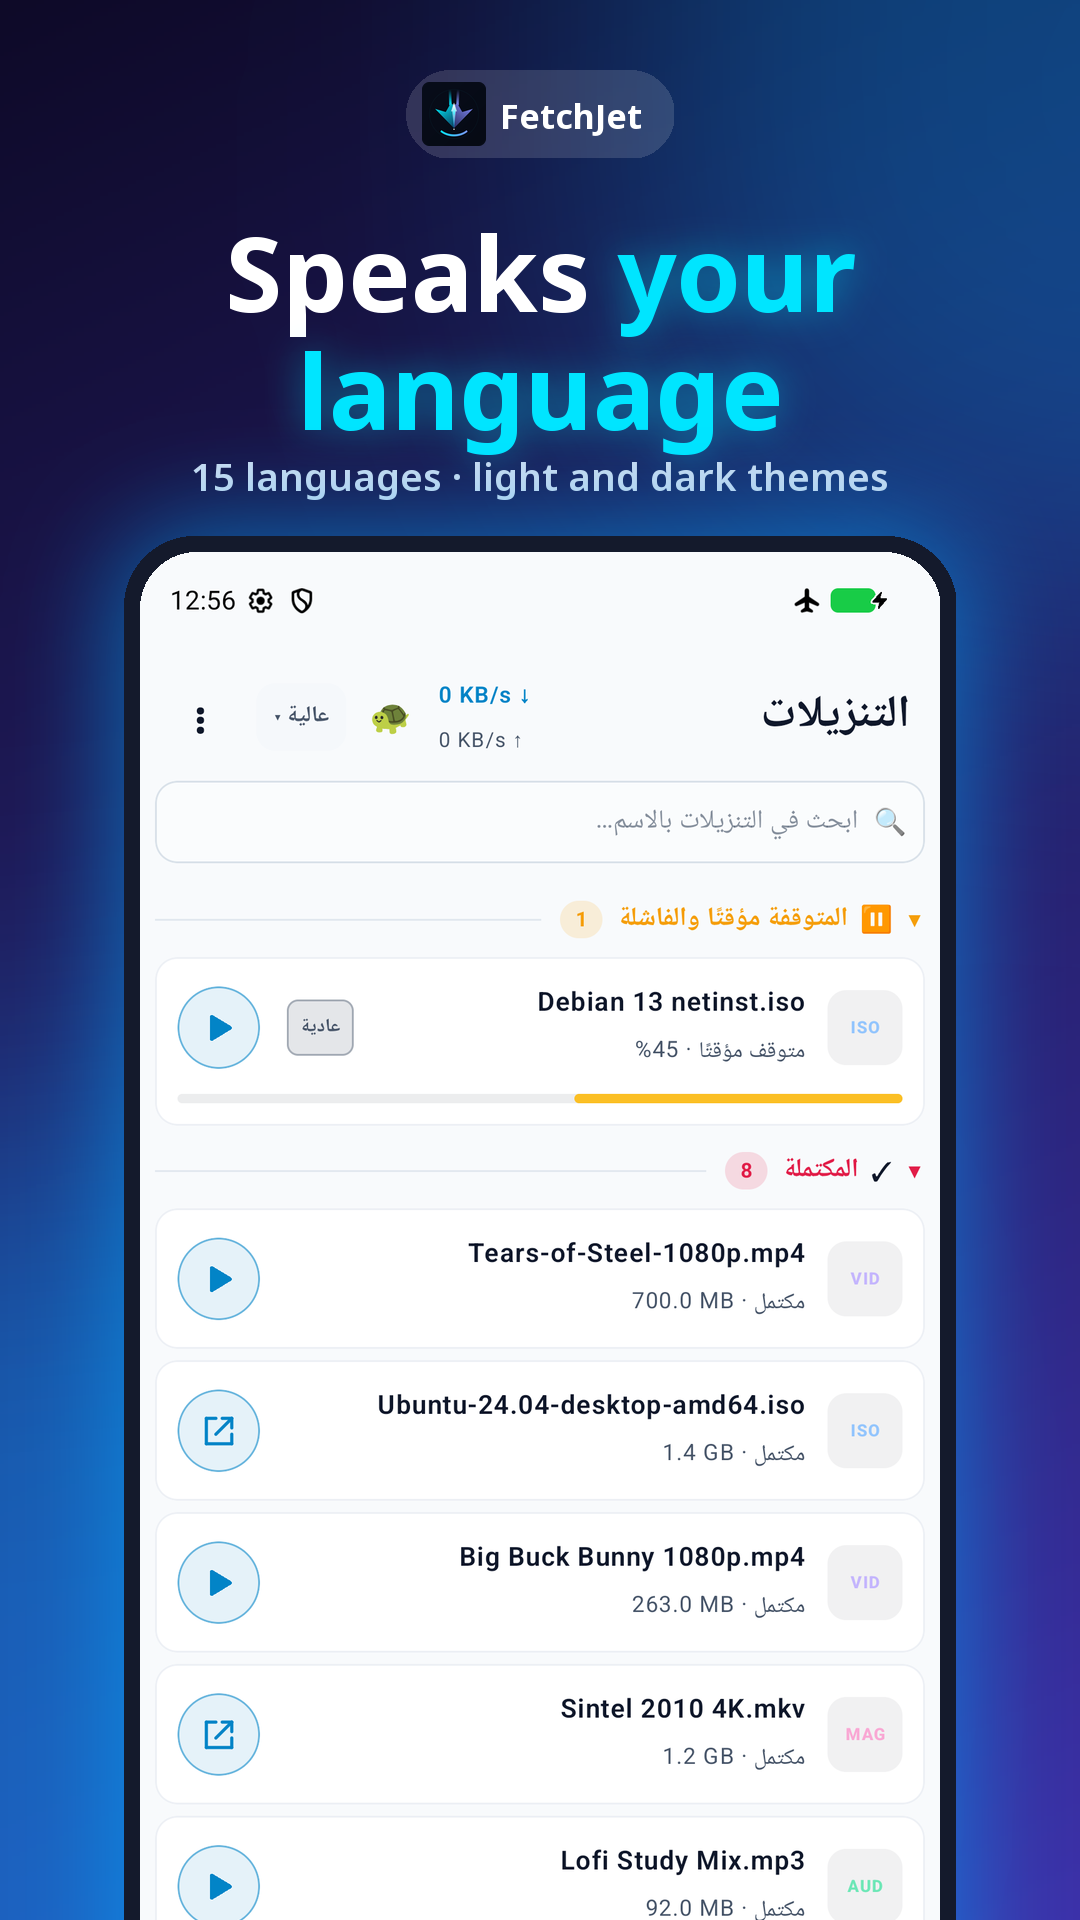 FetchJet
Speaks your
language
15 languages · light and dark themes
12:56
التنزيلات
0 KB/s ↓
0 KB/s ↑
عالية ▾
ابحث في التنزيلات بالاسم...
▼ المتوقفة مؤقتًا والفاشلة 1
ISO
Debian 13 netinst.iso
متوقف مؤقتًا · 45%
عادية
▼ ✓ المكتملة 8
VID
Tears-of-Steel-1080p.mp4
مكتمل · 700.0 MB
ISO
Ubuntu-24.04-desktop-amd64.iso
مكتمل · 1.4 GB
VID
Big Buck Bunny 1080p.mp4
مكتمل · 263.0 MB
MAG
Sintel 2010 4K.mkv
مكتمل · 1.2 GB
AUD
Lofi Study Mix.mp3
مكتمل · 92.0 MB